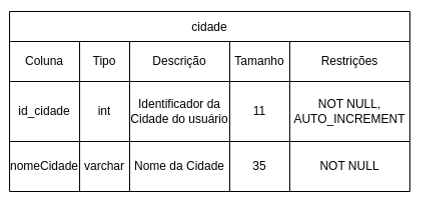 cidade
Coluna Tipo Descrição Tamanho Restrições
id_cidade int Identificador da Cidade do usuário 11 NOT NULL, AUTO_INCREMENT
nomeCidade varchar Nome da Cidade 35 NOT NULL